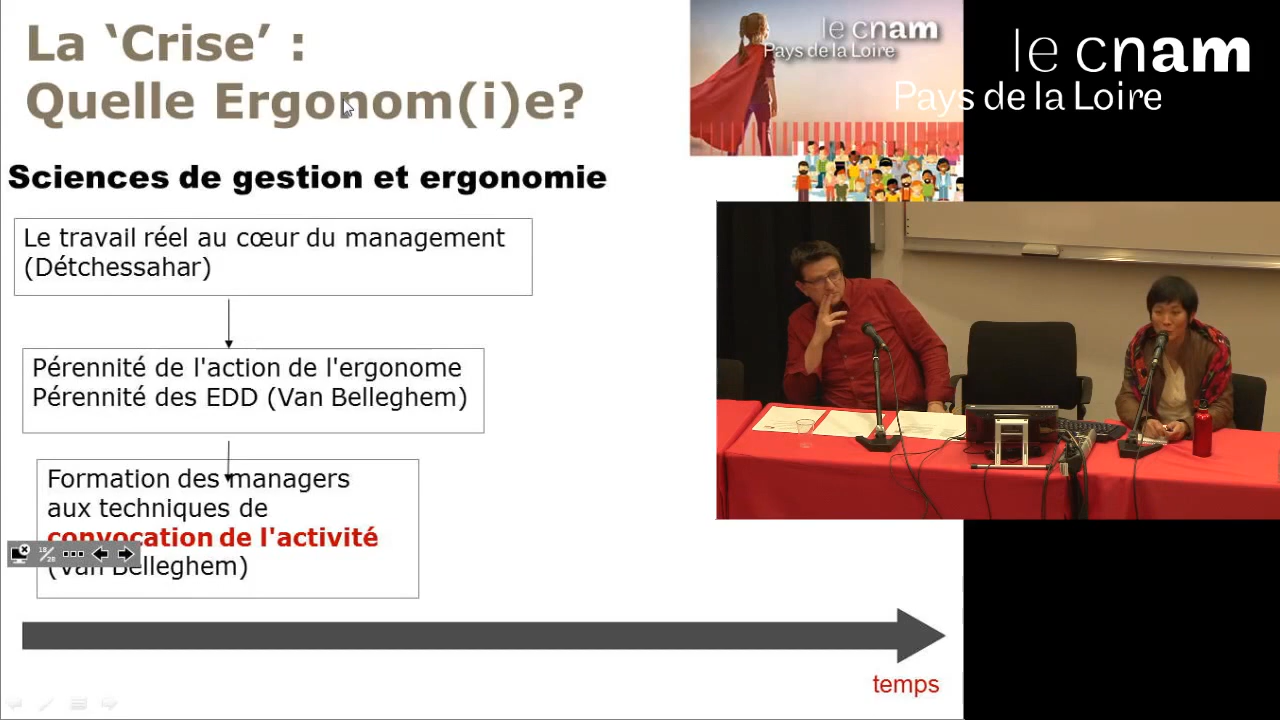 La ‘Crise’ :
Quelle Ergonom(i)e?
le cnam
Pays de la Loire
le cnam
Pays de la Loire
Sciences de gestion et ergonomie
Le travail réel au cœur du management
(Détchessahar)
Pérennité de l'action de l'ergonome
Pérennité des EDD (Van Belleghem)
Formation des managers
aux techniques de
convocation de l'activité
(Van Belleghem)
18/28
temps